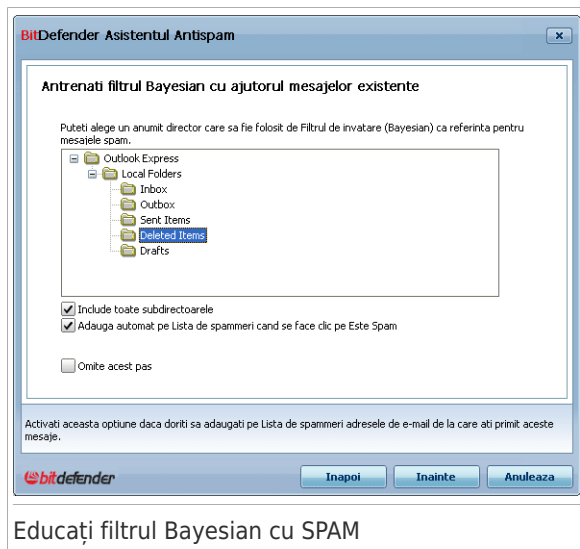 BitDefender Asistentul Antispam
Antrenati filtrul Bayesian cu ajutorul mesajelor existente
Puteti alege un anumit director care sa fie folosit de Filtrul de invatare (Bayesian) ca referinta pentru
mesajele spam.
Outlook Express
Local Folders
Inbox
Outbox
Sent Items
Deleted Items
Drafts
Include toate subdirectoarele
Adauga automat pe Lista de spammeri cand se face clic pe Este Spam
Omite acest pas
Activati aceasta optiune daca doriti sa adaugati pe Lista de spammeri adresele de e-mail de la care ati primit aceste
mesaje.
bitdefender
Inapoi
Inainte
Anuleaza
Educați filtrul Bayesian cu SPAM